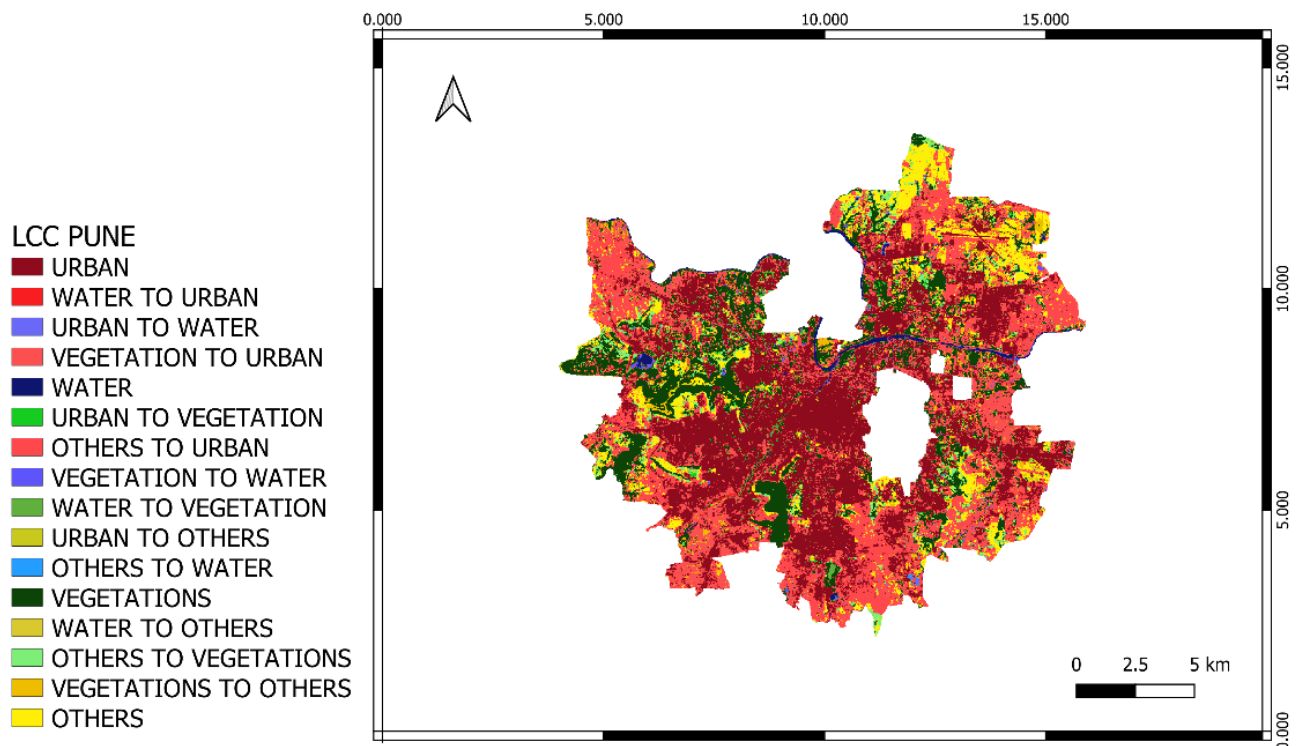 0.000
5.000
10.000
15.000
15.000
10.000
5.000
0.000
LCC PUNE
URBAN
WATER TO URBAN
URBAN TO WATER
VEGETATION TO URBAN
WATER
URBAN TO VEGETATION
OTHERS TO URBAN
VEGETATION TO WATER
WATER TO VEGETATION
URBAN TO OTHERS
OTHERS TO WATER
VEGETATIONS
WATER TO OTHERS
OTHERS TO VEGETATIONS
VEGETATIONS TO OTHERS
OTHERS
0 2.5 5 km